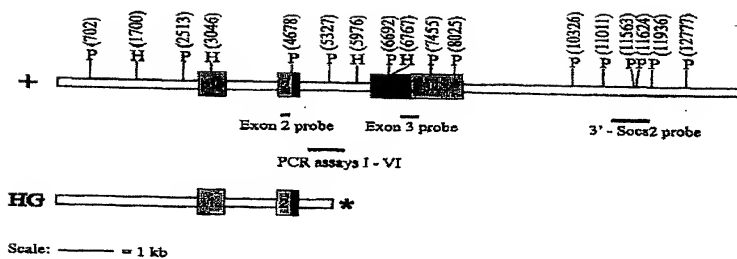 P (702)
H (1700)
P (2513)
H (3046)
P (4678)
P (5327)
H (5976)
P (6692)
H (6767)
P (7455)
P (8025)
P (10326)
P (11011)
P (11563)
P (11624)
P (11936)
P (12777)
+
Exon 2 probe
Exon 3 probe
3' - Socs2 probe
PCR assays I - VI
HG
*
Scale: = 1 kb